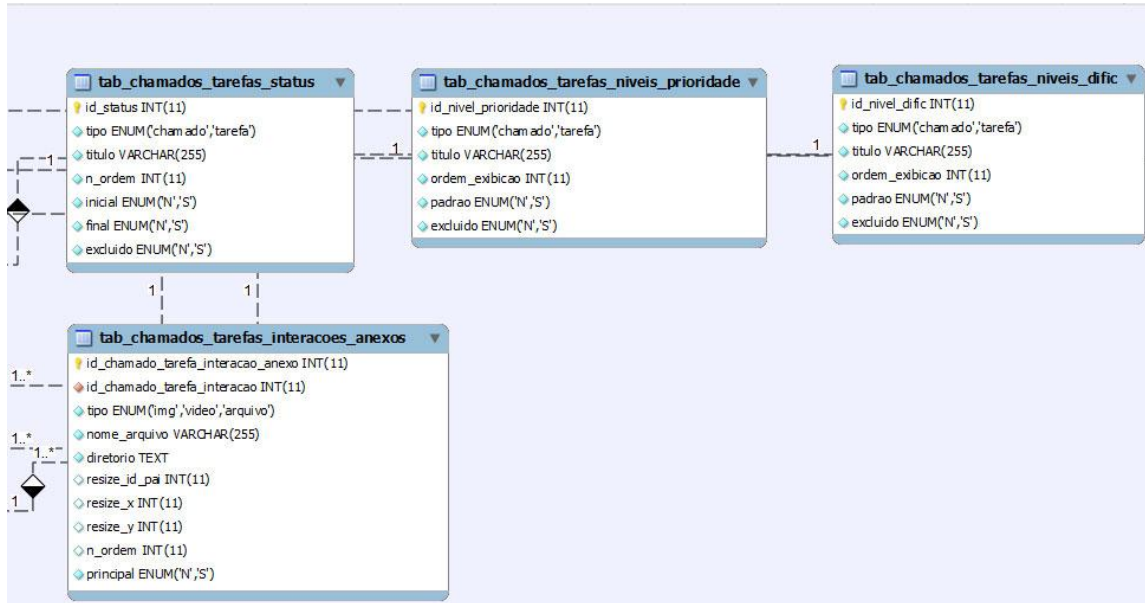 tab_chamados_tarefas_status
id_status INT(11)
tipo ENUM('chamado','tarefa')
titulo VARCHAR(255)
n_ordem INT(11)
inicial ENUM('N','S')
final ENUM('N','S')
excluido ENUM('N','S')
1
1
tab_chamados_tarefas_niveis_prioridade
id_nivel_prioridade INT(11)
tipo ENUM('chamado','tarefa')
titulo VARCHAR(255)
ordem_exibicao INT(11)
padrao ENUM('N','S')
excluido ENUM('N','S')
1
tab_chamados_tarefas_niveis_dific
id_nivel_dific INT(11)
tipo ENUM('chamado','tarefa')
titulo VARCHAR(255)
ordem_exibicao INT(11)
padrao ENUM('N','S')
excluido ENUM('N','S')
1
1
tab_chamados_tarefas_interacoes_anexos
id_chamado_tarefa_interacao_anexo INT(11)
id_chamado_tarefa_interacao INT(11)
tipo ENUM('img','video','arquivo')
nome_arquivo VARCHAR(255)
diretorio TEXT
resize_id_pai INT(11)
resize_x INT(11)
resize_y INT(11)
n_ordem INT(11)
principal ENUM('N','S')
1..*
1..*
1..*
1